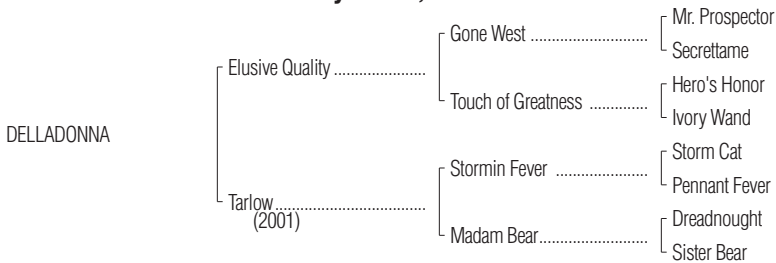 Mr. Prospector
Gone West
Secrettame
Elusive Quality
Hero's Honor
Touch of Greatness
Ivory Wand
DELLADONNA
Storm Cat
Stormin Fever
Pennant Fever
Tarlow
(2001)
Dreadnought
Madam Bear
Sister Bear